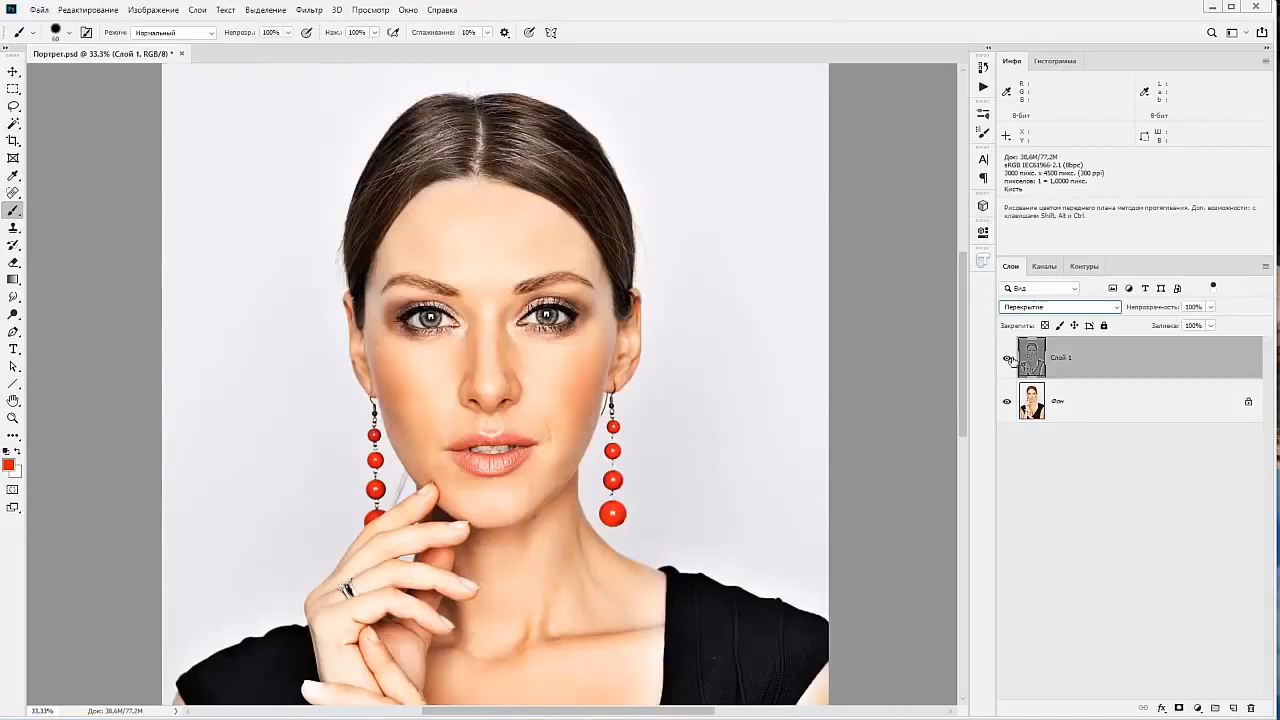 Ps Файл Редактирование Изображение Слои Текст Выделение Фильтр 3D Просмотр Окно Справка
60 Режим: Нормальный Непрозр.: 100% Наж.: 100% Сглаживание: 10%
Портрет.psd @ 33,3% (Слой 1, RGB/8) * ×
Инфо Гистограмма
R: L:
G: a:
B: b:
8-бит 8-бит
X: Ш:
Y: В:
Док: 38,6M/77,2M
sRGB IEC61966-2.1 (8bpc)
3000 пикс. x 4500 пикс. (300 ppi)
пикселов: 1 = 1,0000 пикс.
Кисть
Рисование цветом переднего плана методом протягивания. Доп. возможности: с
клавишами Shift, Alt и Ctrl.
Слои Каналы Контуры
Вид
Перекрытие Непрозрачность: 100%
Закрепить: Заливка: 100%
Слой 1
Фон
33,33% Док: 38,6M/77,2M